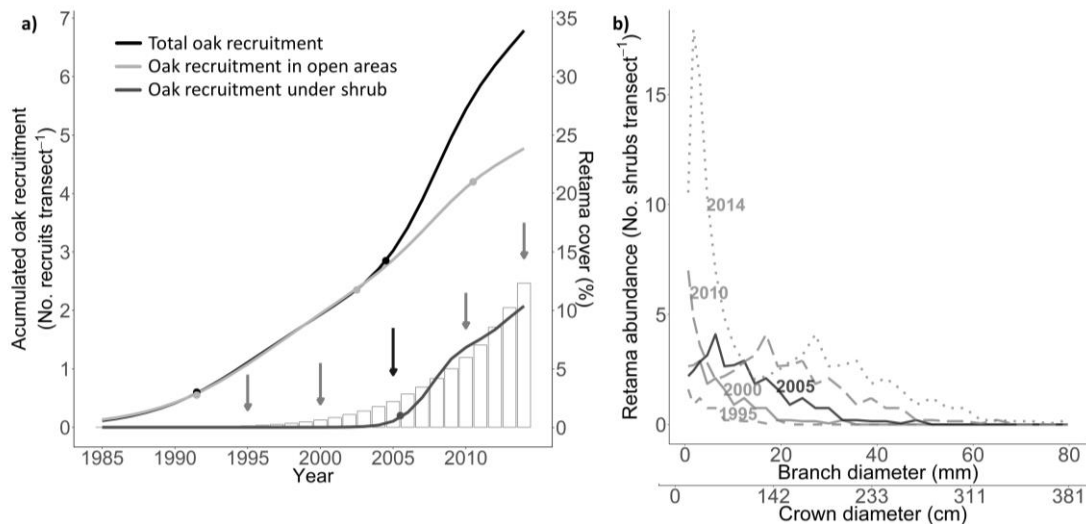 a)
Total oak recruitment
Oak recruitment in open areas
Oak recruitment under shrub
Acumulated oak recruitment
(No. recruits transect⁻¹)
7
6
5
4
3
2
1
0
35
30
25
20
15
10
5
0
Retama cover (%)
1985 1990 1995 2000 2005 2010
Year
b)
Retama abundance (No. shrubs transect⁻¹)
15
10
5
0
2014
2010
2005
2000
1995
0 20 40 60 80
Branch diameter (mm)
0 142 233 311 381
Crown diameter (cm)